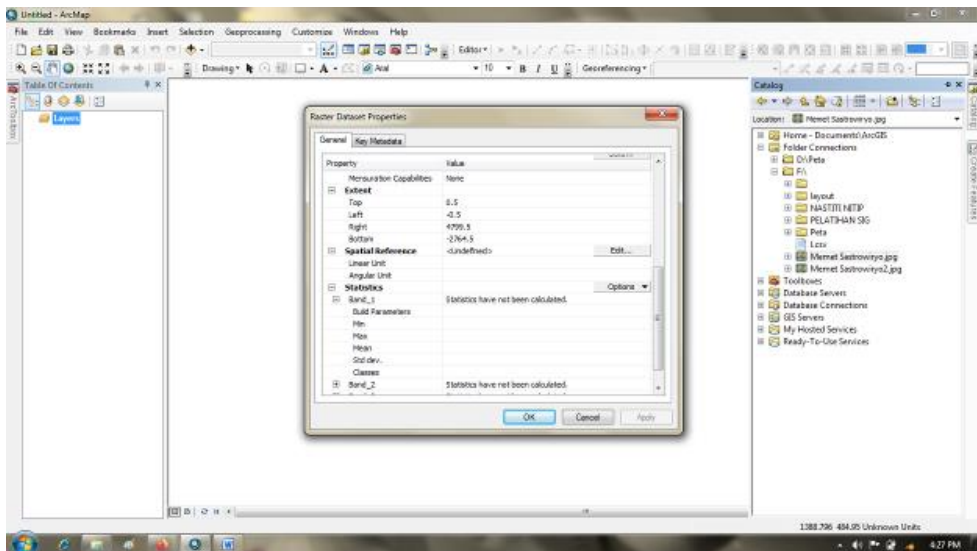 Untitled - ArcMap
File Edit View Bookmarks Insert Selection Geoprocessing Customize Windows Help
Editor
Drawing Arial 10 B I U A Georeferencing
Table Of Contents
Layers
ArcToolbox
Raster Dataset Properties
General Key Metadata
Property Value
Mensuration Capabilities None
Extent
Top 0.5
Left -0.5
Right 4799.5
Bottom -2764.5
Spatial Reference <Undefined> Edit...
Linear Unit
Angular Unit
Statistics Options
Band_1 Statistics have not been calculated.
Build Parameters
Min
Max
Mean
Std dev.
Classes
Band_2 Statistics have not been calculated.
OK Cancel Apply
Catalog
Location: Memet Sastrowiryo.jpg
Home - Documents\ArcGIS
Folder Connections
D:\Peta
F:\
layout
NASTITI NITIP
PELATIHAN SIG
Peta
Memet Sastrowiryo.jpg
Memet Sastrowiryo2.jpg
Toolboxes
Database Servers
Database Connections
GIS Servers
My Hosted Services
Ready-To-Use Services
Catalog
Create Features
1388.796 484.95 Unknown Units
4:27 PM